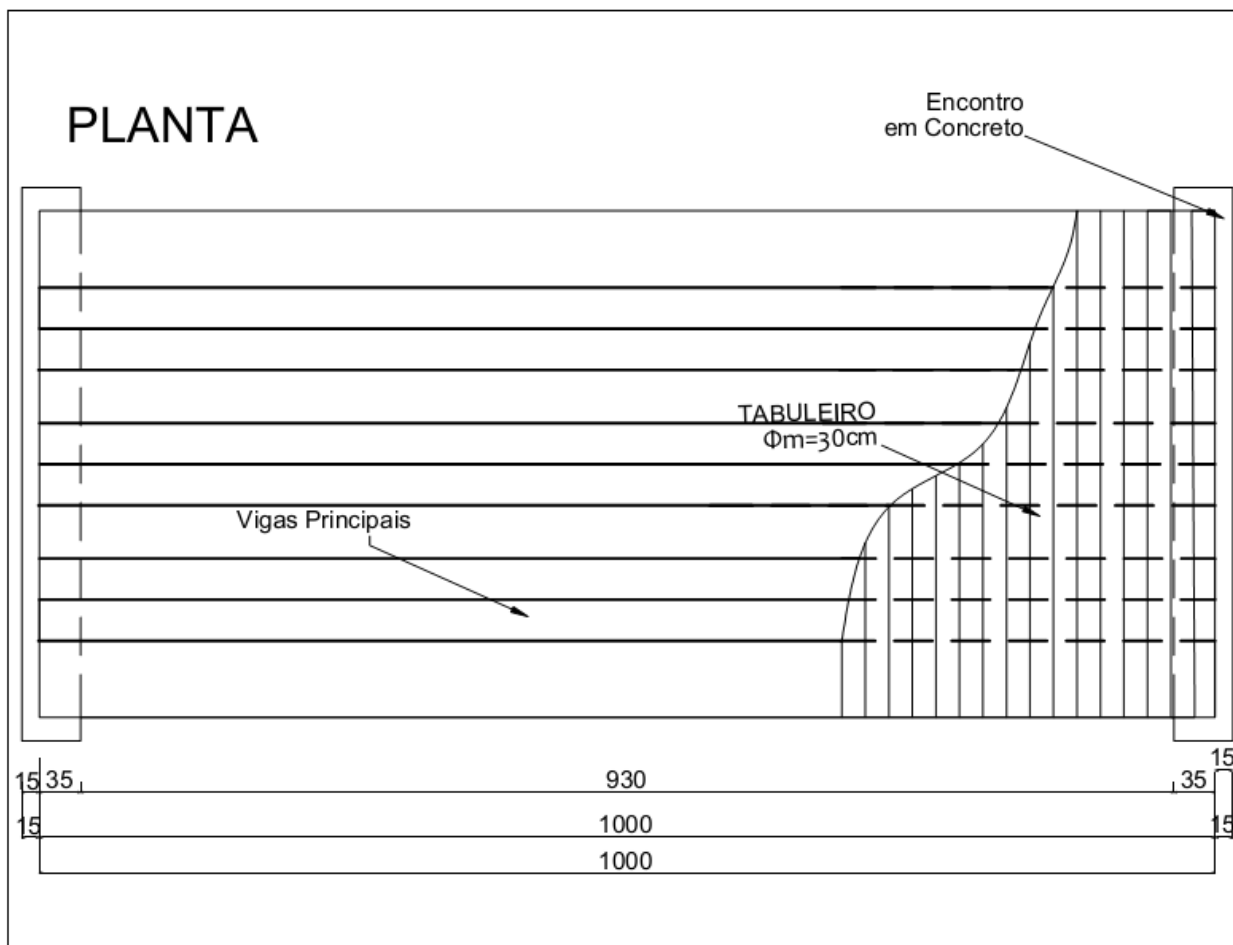 PLANTA
Encontro
em Concreto
TABULEIRO
Φm=30cm
Vigas Principais
15
15 35 930 35
15 1000 15
1000